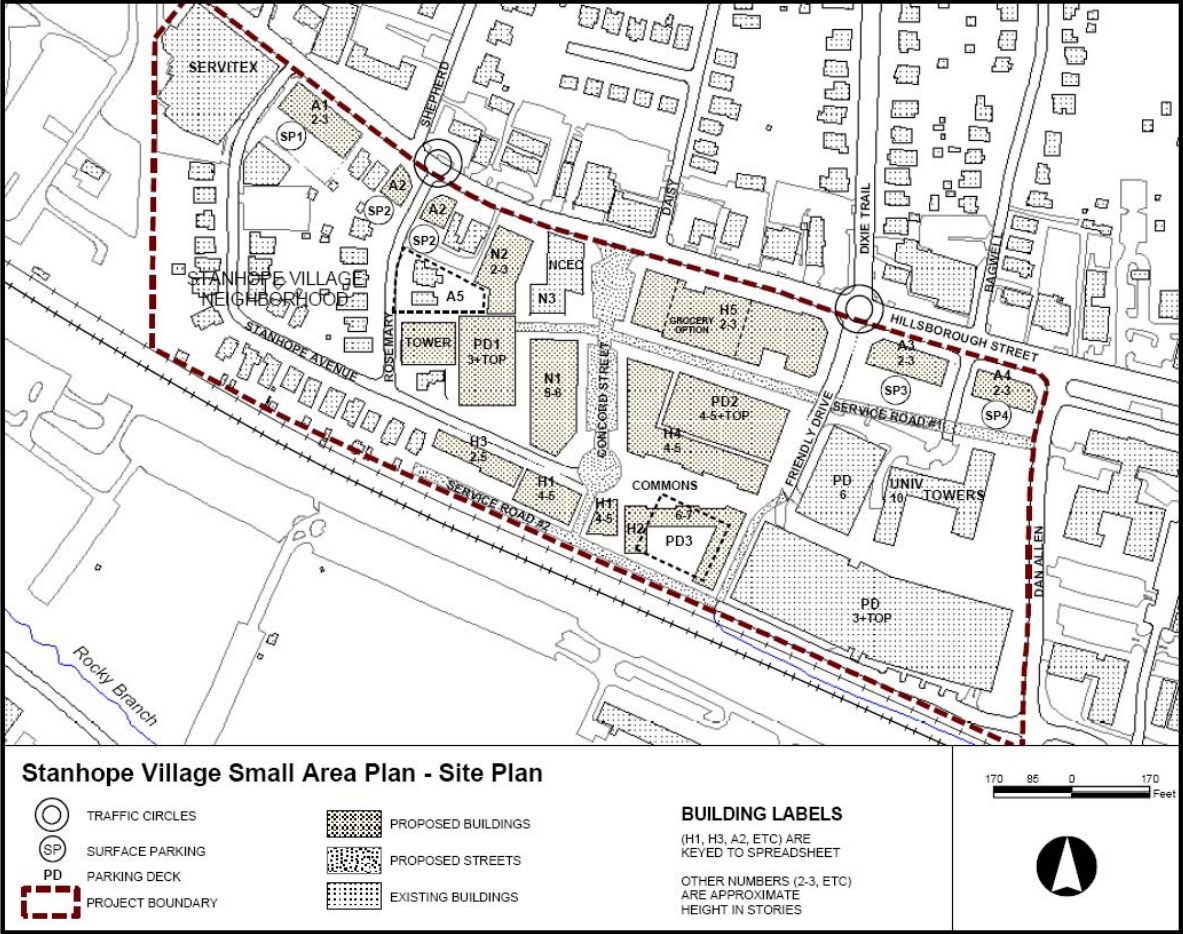 SERVITEX
SHEPHERD
A1
2-3
SP1
A2
SP2
A2
SP2
DAISY
DIXIE TRAIL
BAGWELL
N2
2-3
NCEC
N3
A5
STANHOPE VILLAGE
NEIGHBORHOOD
H5
2-3
GROCERY
OPTION
HILLSBOROUGH STREET
A3
2-3
SP3
A4
2-3
SP4
STANHOPE AVENUE
ROSEMARY
TOWER
PD1
3+TOP
N1
5-6
CONCORD STREET
PD2
4-5+TOP
H4
4-5
SERVICE ROAD #1
FRIENDLY DRIVE
H3
2.5
H1
4-5
SERVICE ROAD #2
COMMONS
H1
4-5
H2
6-7
PD3
PD
6
UNIV
10
TOWERS
DAN ALLEN
PD
3+TOP
Rocky Branch
Stanhope Village Small Area Plan - Site Plan
TRAFFIC CIRCLES
SP
SURFACE PARKING
PD
PARKING DECK
PROJECT BOUNDARY
PROPOSED BUILDINGS
PROPOSED STREETS
EXISTING BUILDINGS
BUILDING LABELS
(H1, H3, A2, ETC) ARE
KEYED TO SPREADSHEET
OTHER NUMBERS (2-3, ETC)
ARE APPROXIMATE
HEIGHT IN STORIES
170 85 0 170
Feet